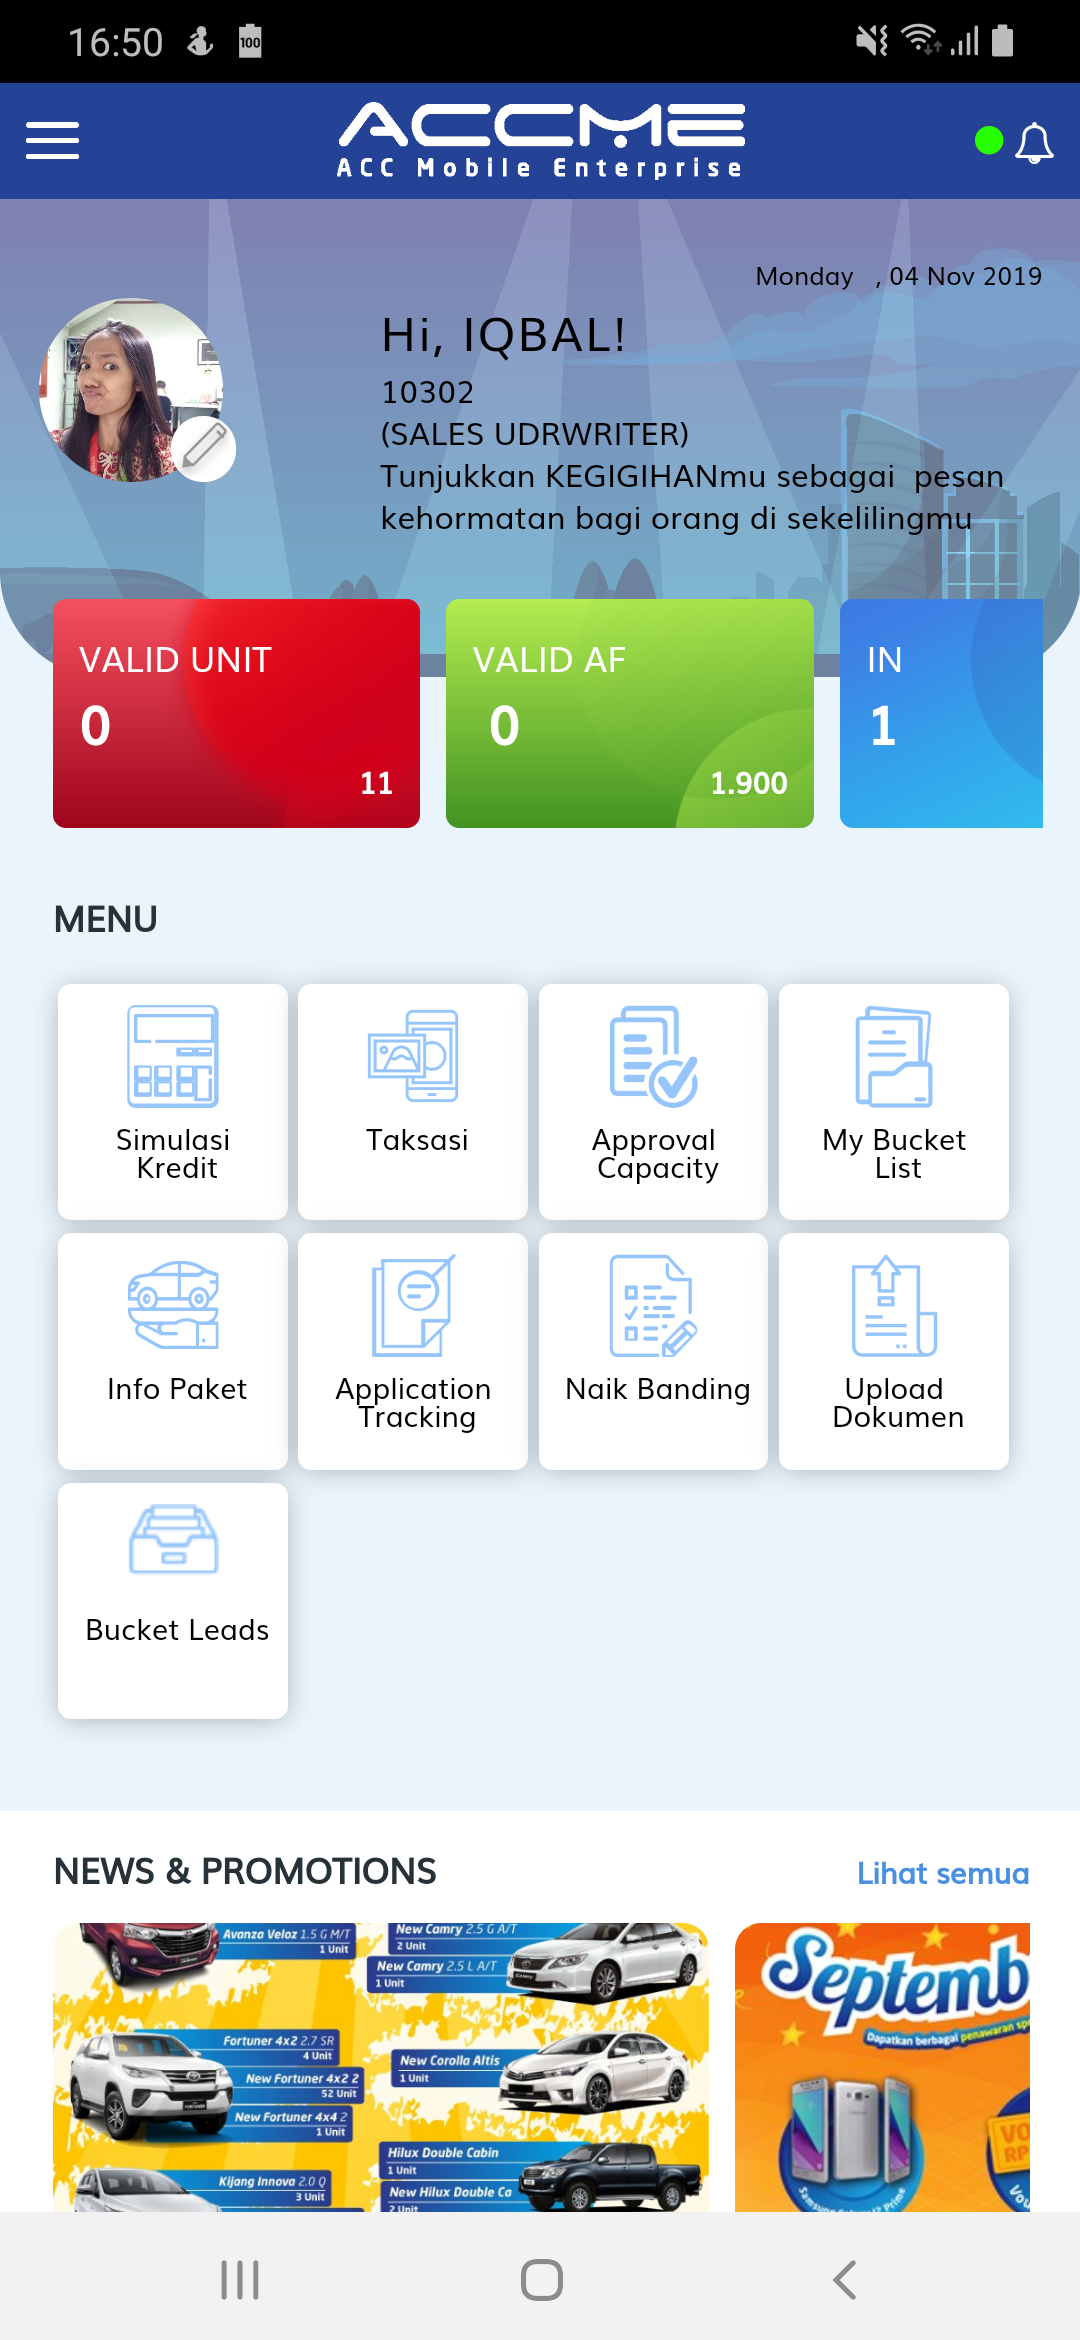 16:50
100
ACCME
ACC Mobile Enterprise
Monday , 04 Nov 2019
Hi, IQBAL!
10302
(SALES UDRWRITER)
Tunjukkan KEGIGIHANmu sebagai pesan
kehormatan bagi orang di sekelilingmu
VALID UNIT
0
11
VALID AF
0
1.900
IN
1
MENU
Simulasi
Kredit
Taksasi
Approval
Capacity
My Bucket
List
Info Paket
Application
Tracking
Naik Banding
Upload
Dokumen
Bucket Leads
NEWS & PROMOTIONS
Lihat semua
Avanza Veloz 1.5 G M/T
1 Unit
New Camry 2.5 G A/T
2 Unit
New Camry 2.5 L A/T
1 Unit
Fortuner 4x2 2.7 SR
4 Unit
New Fortuner 4x2 2
52 Unit
New Fortuner 4x4 2
1 Unit
New Corolla Altis
1 Unit
Hilux Double Cabin
1 Unit
New Hilux Double Ca
2 Unit
Kijang Innova 2.0 Q
3 Unit
Septemb
Dapatkan berbagai penawaran
VO
RP
Vou